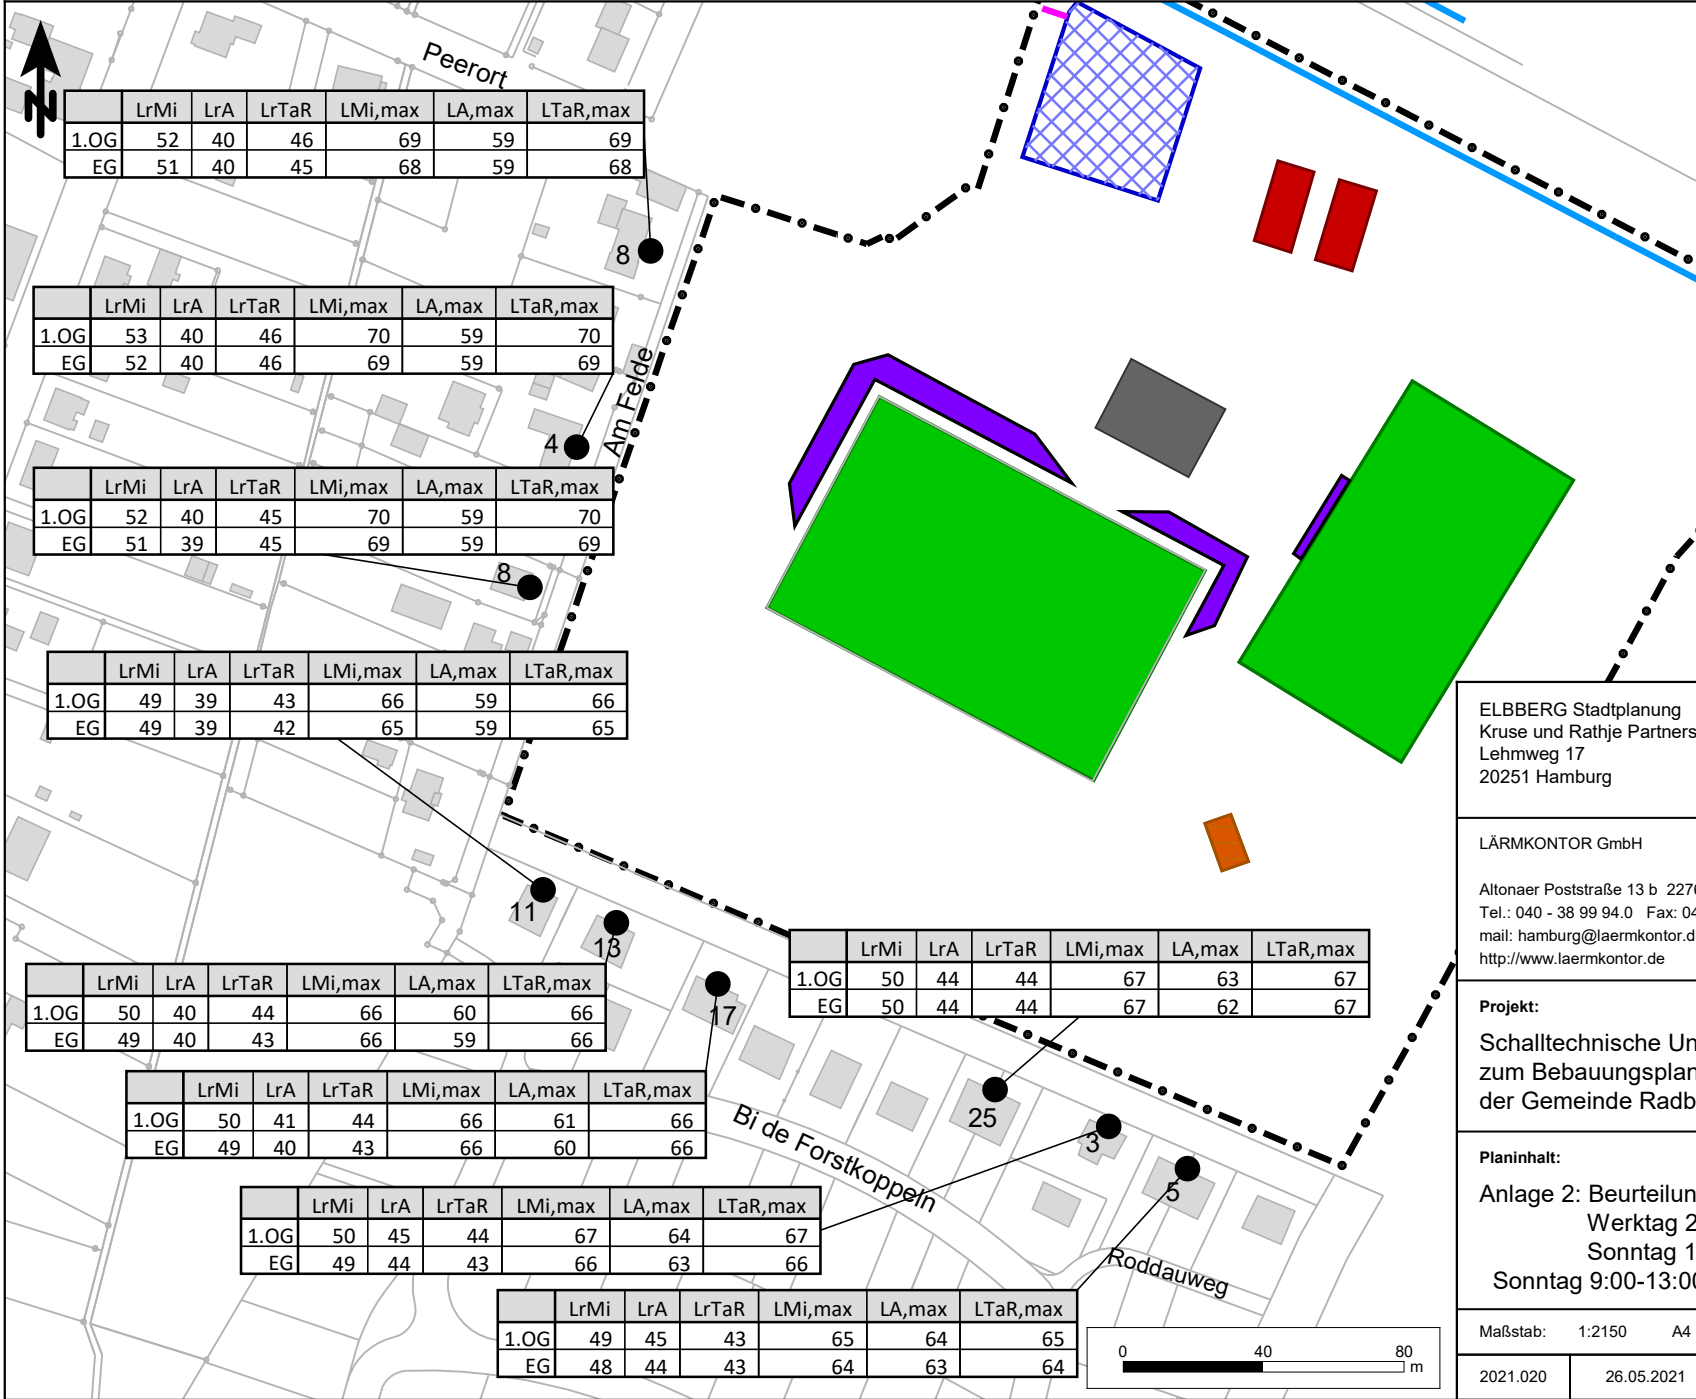 Peerort
LrMi LrA LrTaR LMi,max LA,max LTaR,max
1.OG 52 40 46 69 59 69
EG 51 40 45 68 59 68
N
8
LrMi LrA LrTaR LMi,max LA,max LTaR,max
1.OG 53 40 46 70 59 70
EG 52 40 46 69 59 69
Am Felde
4
LrMi LrA LrTaR LMi,max LA,max LTaR,max
1.OG 52 40 45 70 59 70
EG 51 39 45 69 59 69
8
LrMi LrA LrTaR LMi,max LA,max LTaR,max
1.OG 49 39 43 66 59 66
EG 49 39 42 65 59 65
11
13
LrMi LrA LrTaR LMi,max LA,max LTaR,max
1.OG 50 40 44 66 60 66
EG 49 40 43 66 59 66
17
LrMi LrA LrTaR LMi,max LA,max LTaR,max
1.OG 50 44 44 67 63 67
EG 50 44 44 67 62 67
LrMi LrA LrTaR LMi,max LA,max LTaR,max
1.OG 50 41 44 66 61 66
EG 49 40 43 66 60 66
Bi de Forstkoppeln
25
3
5
LrMi LrA LrTaR LMi,max LA,max LTaR,max
1.OG 50 45 44 67 64 67
EG 49 44 43 66 63 66
Roddauweg
LrMi LrA LrTaR LMi,max LA,max LTaR,max
1.OG 49 45 43 65 64 65
EG 48 44 43 64 63 64
0 40 80
m
ELBBERG Stadtplanung
Kruse und Rathje Partners
Lehmweg 17
20251 Hamburg
LÄRMKONTOR GmbH
Altonaer Poststraße 13 b 2276
Tel.: 040 - 38 99 94.0 Fax: 04
mail: hamburg@laermkontor.d
http://www.laermkontor.de
Projekt:
Schalltechnische Un
zum Bebauungsplan
der Gemeinde Radb
Planinhalt:
Anlage 2: Beurteilun
Werktag 2
Sonntag 1
Sonntag 9:00-13:00
Maßstab: 1:2150 A4
2021.020 26.05.2021